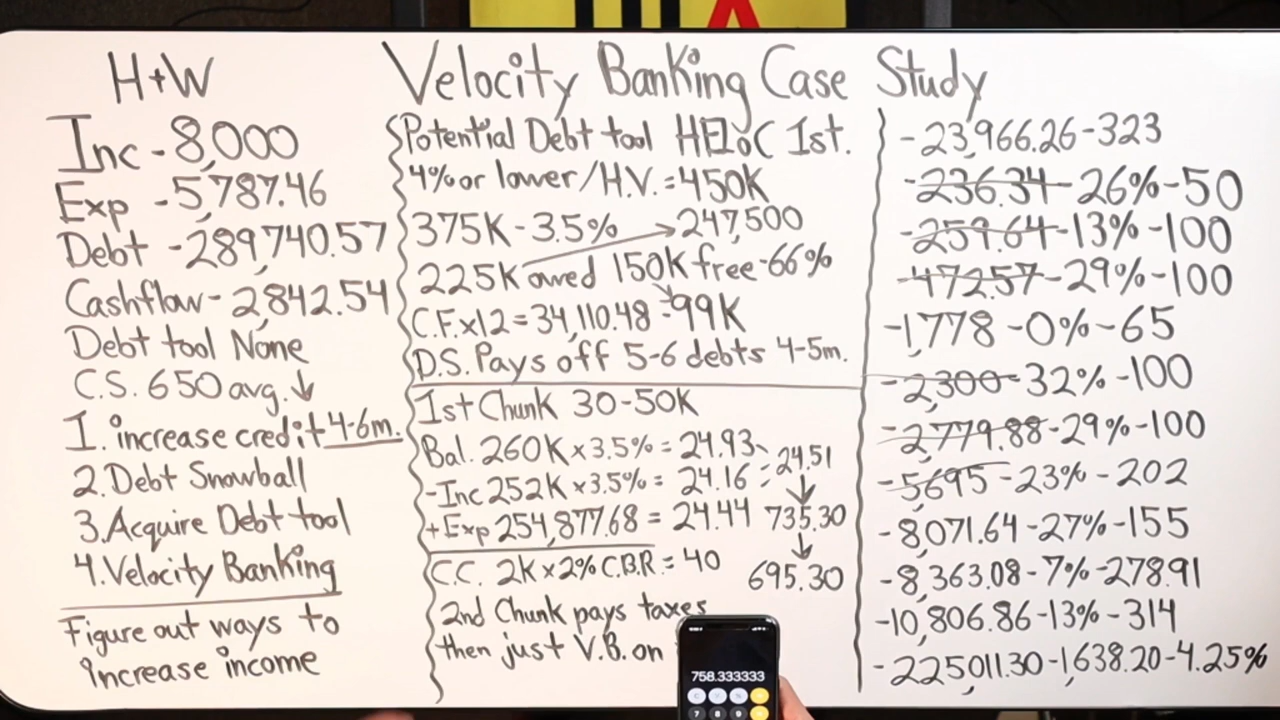 H+W
Inc - 8,000
Exp - 5,787.46
Debt - 289,740.57
Cashflow - 2,842.54
Debt tool None
C.S. 650 avg. ↓
1. increase credit 4-6m.
2. Debt Snowball
3. Acquire Debt tool
4. Velocity Banking
Figure out ways to
increase income
Velocity Banking Case Study
Potential Debt tool HELOC 1st.
4% or lower / H.V. = 450K
375K - 3.5% → 247,500
225K owed 150K free - 66%
C.F. x 12 = 34,110.48 - 99K
D.S. Pays off 5-6 debts 4-5m.
1st Chunk 30-50K
Bal. 260K x 3.5% = 24.93
- Inc 252K x 3.5% = 24.16 = 24.51
+ Exp 254,877.68 = 24.44 735.30
C.C. 2K x 2% C.B.R. = 40 695.30
2nd Chunk pays taxes
then just V.B. on
- 23,966.26 - 323
- 236.34 - 26% - 50
- 259.64 - 13% - 100
- 472.57 - 29% - 100
- 1,778 - 0% - 65
- 2,300 - 32% - 100
- 2,779.88 - 29% - 100
- 5695 - 23% - 202
- 8,071.64 - 27% - 155
- 8,363.08 - 7% - 278.91
- 10,806.86 - 13% - 314
- 225,011.30 - 1,638.20 - 4.25%
758.333333
7 8 9